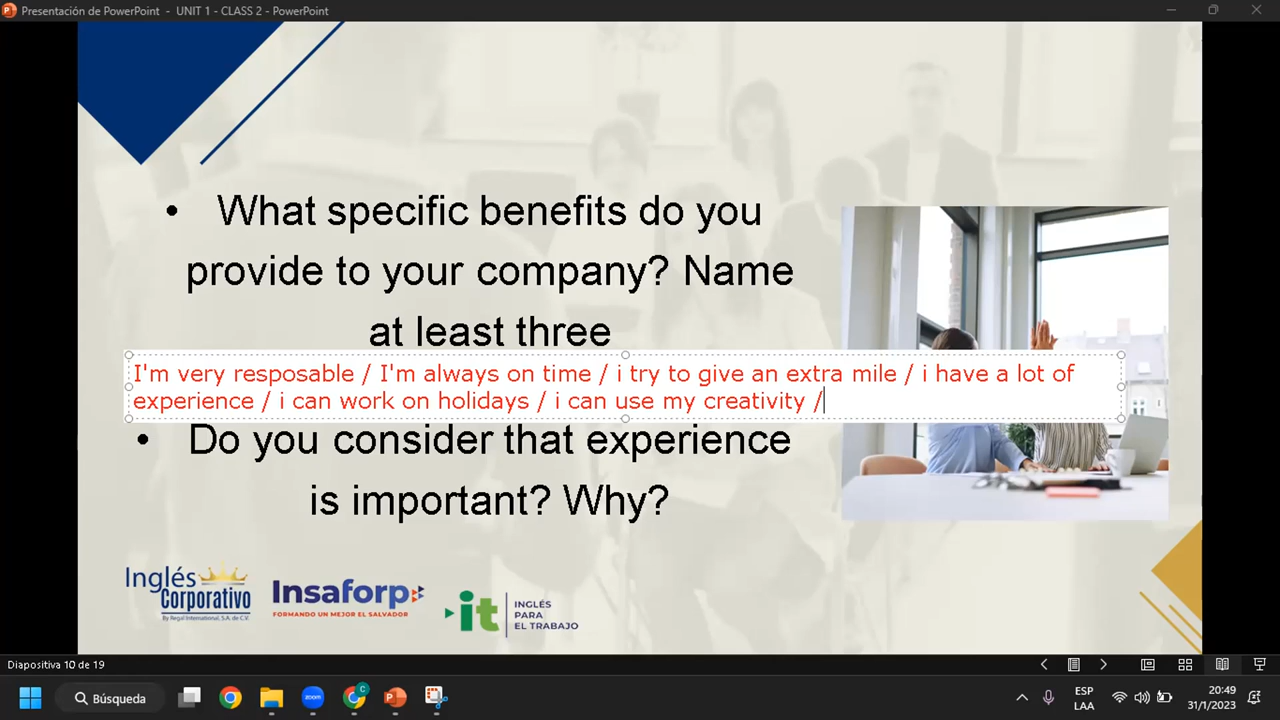 Presentación de PowerPoint - UNIT 1 - CLASS 2 - PowerPoint
• What specific benefits do you
provide to your company? Name
at least three
I'm very resposable / I'm always on time / i try to give an extra mile / i have a lot of
experience / i can work on holidays / i can use my creativity /
• Do you consider that experience
is important? Why?
Inglés
Corporativo
By Regal International, S.A. de C.V.
Insaforp
FORMANDO UN MEJOR EL SALVADOR
it
INGLÉS
PARA
EL TRABAJO
Diapositiva 10 de 19
Búsqueda
ESP
LAA
20:49
31/1/2023